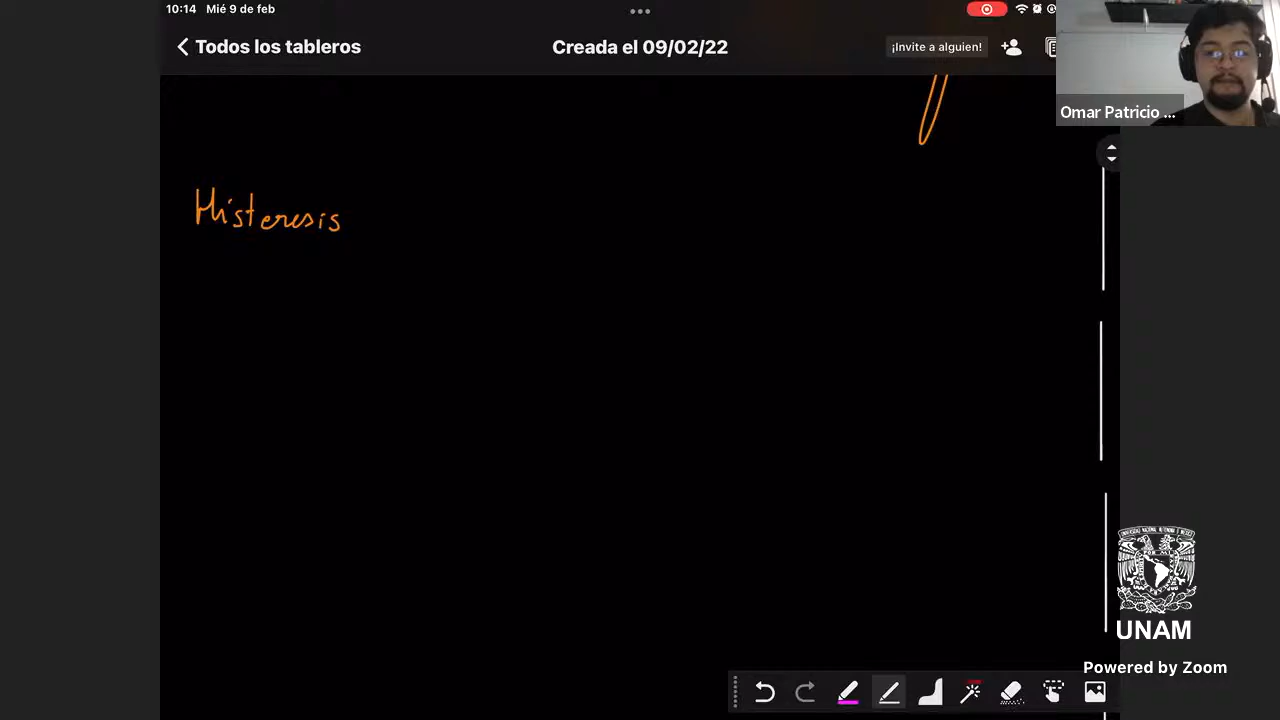 10:14 Mié 9 de feb
Todos los tableros
Creada el 09/02/22
¡Invite a alguien!
Omar Patricio ...
Histeresis
UNAM
Powered by Zoom